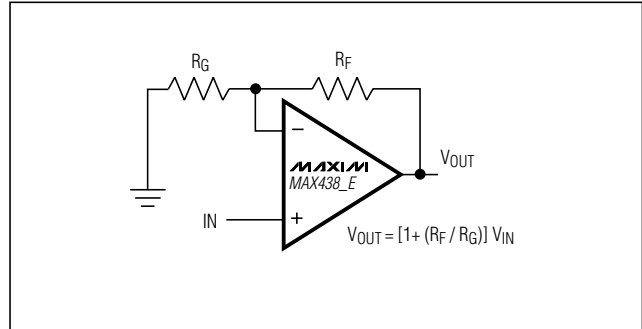 RG
RF
−
MAXIM
MAX438_E
VOUT
IN
+
VOUT = [1+ (RF / RG)] VIN